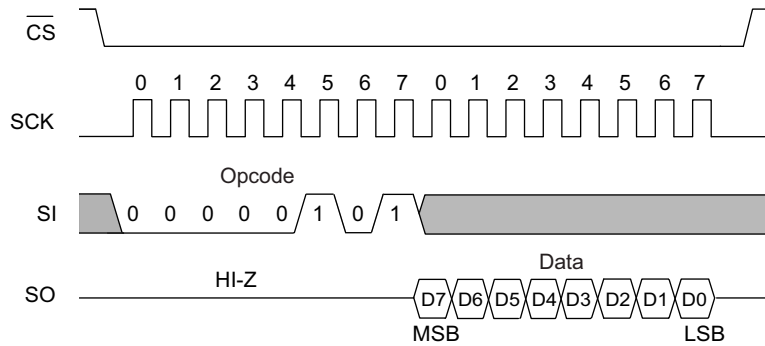 CS
0 1 2 3 4 5 6 7 0 1 2 3 4 5 6 7
SCK
Opcode
SI 0 0 0 0 0 1 0 1
Data
HI-Z
SO D7 D6 D5 D4 D3 D2 D1 D0
MSB LSB